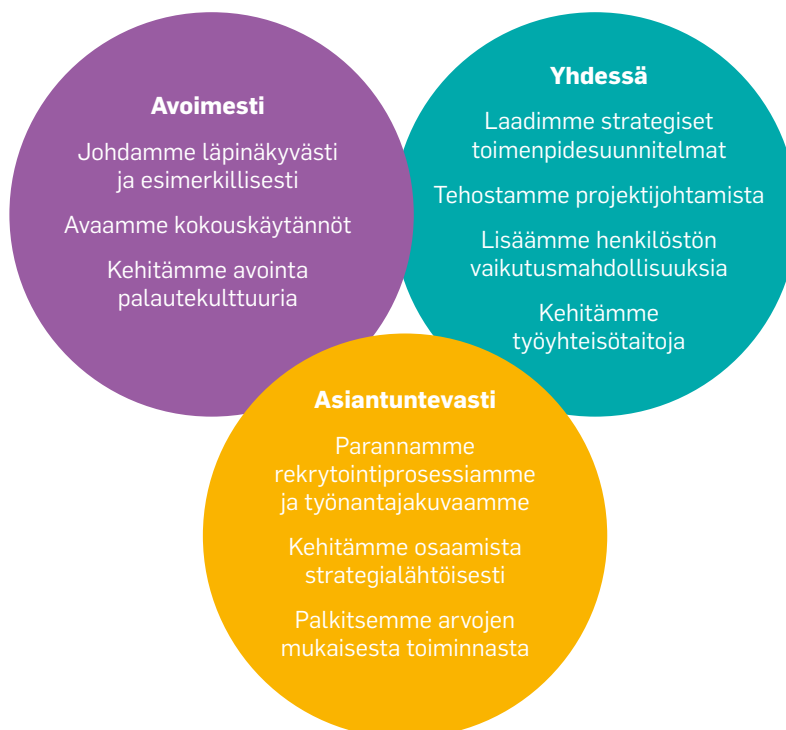 Avoimesti
Johdamme läpinäkyvästi
ja esimerkillisesti
Avaamme kokouskäytännöt
Kehitämme avointa
palautekulttuuria
Yhdessä
Laadimme strategiset
toimenpidesuunnitelmat
Tehostamme projektijohtamista
Lisäämme henkilöstön
vaikutusmahdollisuuksia
Kehitämme
työyhteisötaitoja
Asiantuntevasti
Parannamme
rekrytointiprosessiamme
ja työnantajakuvaamme
Kehitämme osaamista
strategialähtöisesti
Palkitsemme arvojen
mukaisesta toiminnasta